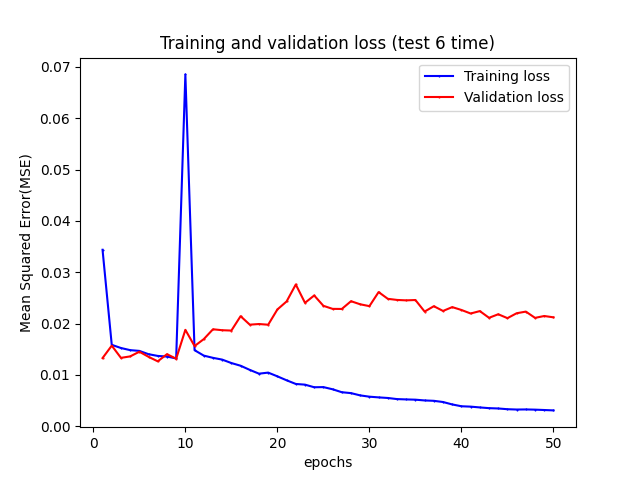 Training and validation loss (test 6 time)
Training loss
Validation loss
0.07
0.06
0.05
0.04
0.03
0.02
0.01
0.00
Mean Squared Error(MSE)
0 10 20 30 40 50
epochs